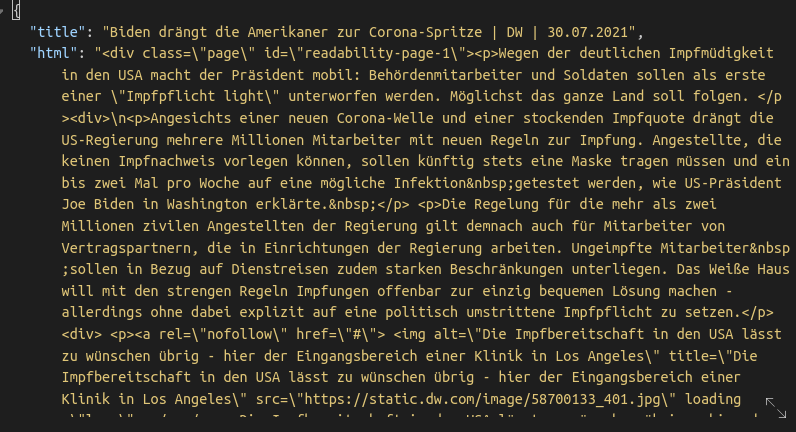 {
"title": "Biden drängt die Amerikaner zur Corona-Spritze | DW | 30.07.2021",
"html": "<div class=\"page\" id=\"readability-page-1\"><p>Wegen der deutlichen Impfmüdigkeit
in den USA macht der Präsident mobil: Behördenmitarbeiter und Soldaten sollen als erste
einer \"Impfpflicht light\" unterworfen werden. Möglichst das ganze Land soll folgen. </p
><div>\n<p>Angesichts einer neuen Corona-Welle und einer stockenden Impfquote drängt die
US-Regierung mehrere Millionen Mitarbeiter mit neuen Regeln zur Impfung. Angestellte, die
keinen Impfnachweis vorlegen können, sollen künftig stets eine Maske tragen müssen und ein
bis zwei Mal pro Woche auf eine mögliche Infektion&nbsp;getestet werden, wie US-Präsident
Joe Biden in Washington erklärte.&nbsp;</p> <p>Die Regelung für die mehr als zwei
Millionen zivilen Angestellten der Regierung gilt demnach auch für Mitarbeiter von
Vertragspartnern, die in Einrichtungen der Regierung arbeiten. Ungeimpfte Mitarbeiter&nbsp
;sollen in Bezug auf Dienstreisen zudem starken Beschränkungen unterliegen. Das Weiße Haus
will mit den strengen Regeln Impfungen offenbar zur einzig bequemen Lösung machen -
allerdings ohne dabei explizit auf eine politisch umstrittene Impfpflicht zu setzen.</p>
<div> <p><a rel=\"nofollow\" href=\"#\"> <img alt=\"Die Impfbereitschaft in den USA lässt
zu wünschen übrig - hier der Eingangsbereich einer Klinik in Los Angeles\" title=\"Die
Impfbereitschaft in den USA lässt zu wünschen übrig - hier der Eingangsbereich einer
Klinik in Los Angeles\" src=\"https://static.dw.com/image/58700133_401.jpg\" loading